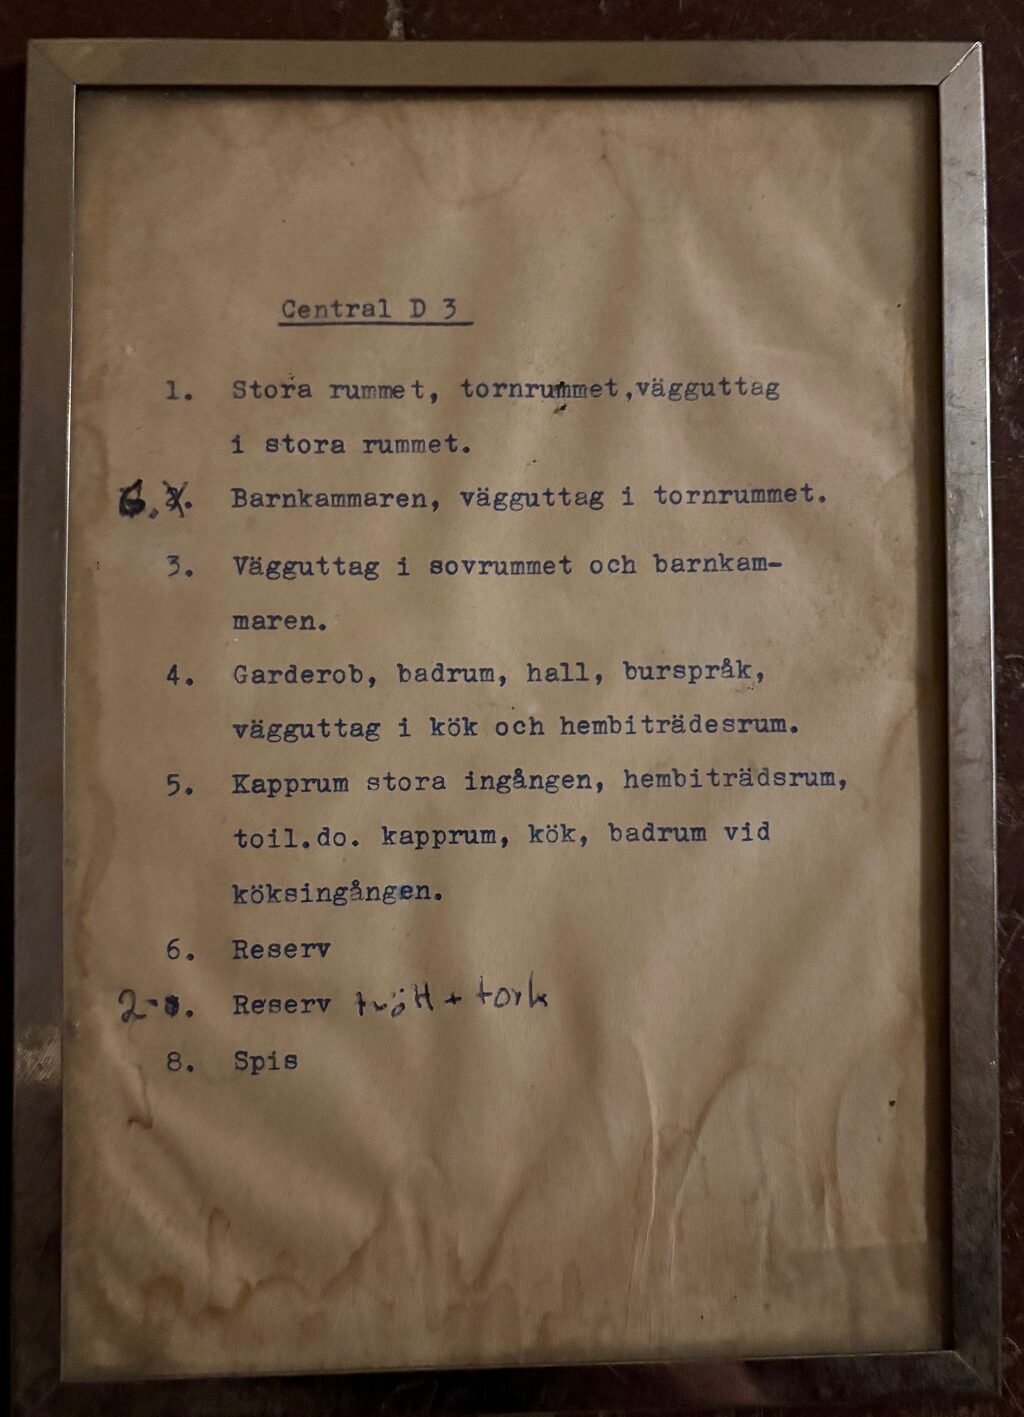 Central D 3
1. Stora rummet, tornrummet,vägguttag
i stora rummet.
6. 2. Barnkammaren, vägguttag i tornrummet.
3. Vägguttag i sovrummet och barnkam-
maren.
4. Garderob, badrum, hall, burspråk,
vägguttag i kök och hembiträdesrum.
5. Kapprum stora ingången, hembiträdsrum,
toil.do. kapprum, kök, badrum vid
köksingången.
6. Reserv
2- Reserv tvätt + tork
8. Spis